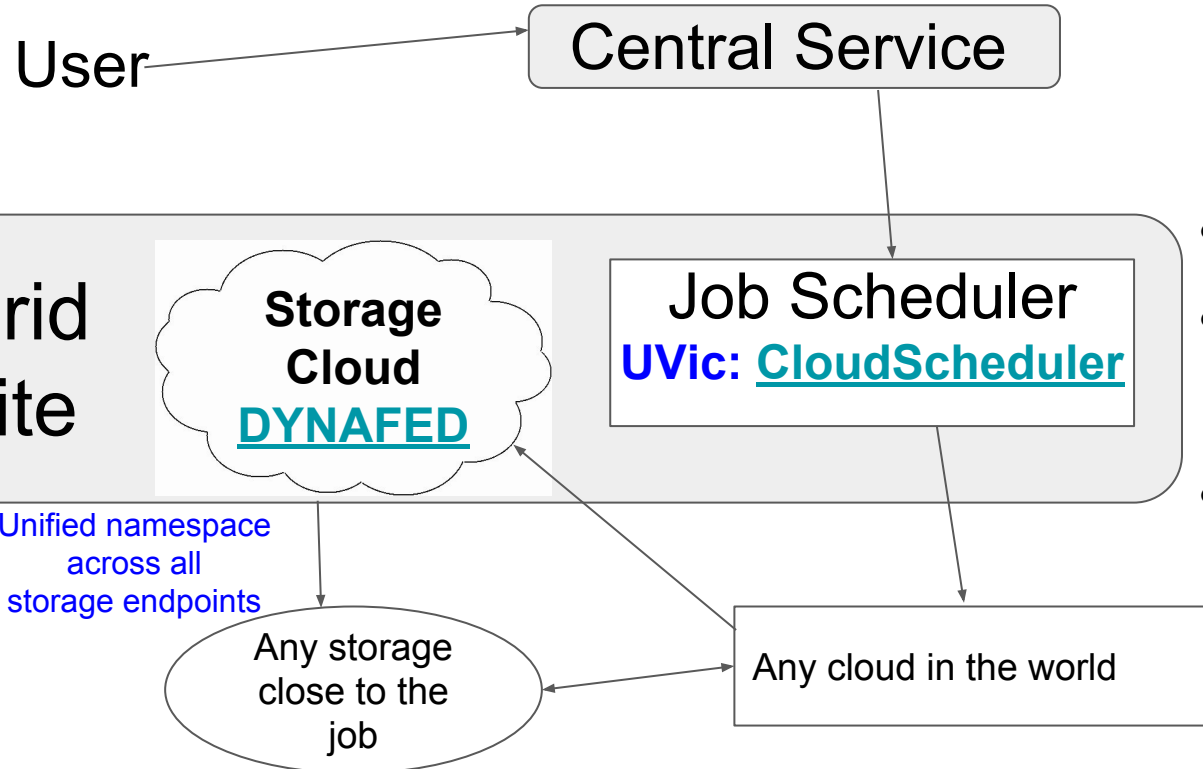 User
Central Service
rid
ite
Storage
Cloud
DYNAFED
Job Scheduler
UVic: CloudScheduler
Unified namespace
across all
storage endpoints
Any storage
close to the
job
Any cloud in the world